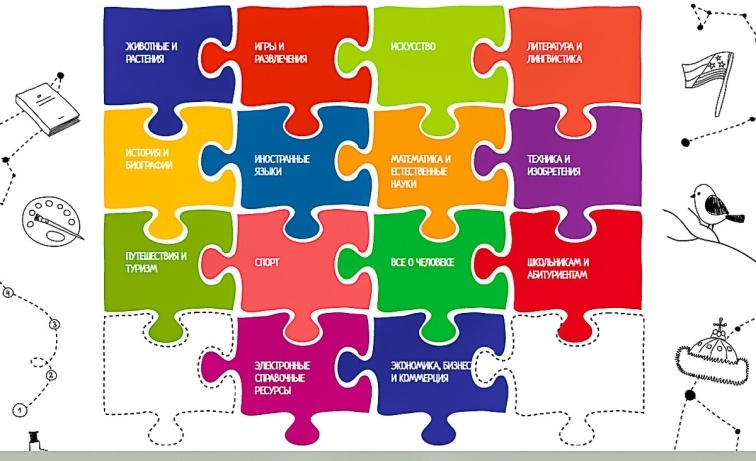 ЖИВОТНЫЕ И
РАСТЕНИЯ
ИГРЫ И
РАЗВЛЕЧЕНИЯ
ИСКУССТВО
ЛИТЕРАТУРА И
ЛИНГВИСТИКА
ИСТОРИЯ И
БИОГРАФИИ
ИНОСТРАННЫЕ
ЯЗЫКИ
МАТЕМАТИКА И
ЕСТЕСТВЕННЫЕ
НАУКИ
ТЕХНИКА И
ИЗОБРЕТЕНИЯ
ПУТЕШЕСТВИЯ И
ТУРИЗМ
СПОРТ
ВСЕ О ЧЕЛОВЕКЕ
ШКОЛЬНИКАМ И
АБИТУРИЕНТАМ
ЭЛЕКТРОННЫЕ
СПРАВОЧНЫЕ
РЕСУРСЫ
ЭКОНОМИКА, БИЗНЕС
И КОММЕРЦИЯ
4
3
2
1